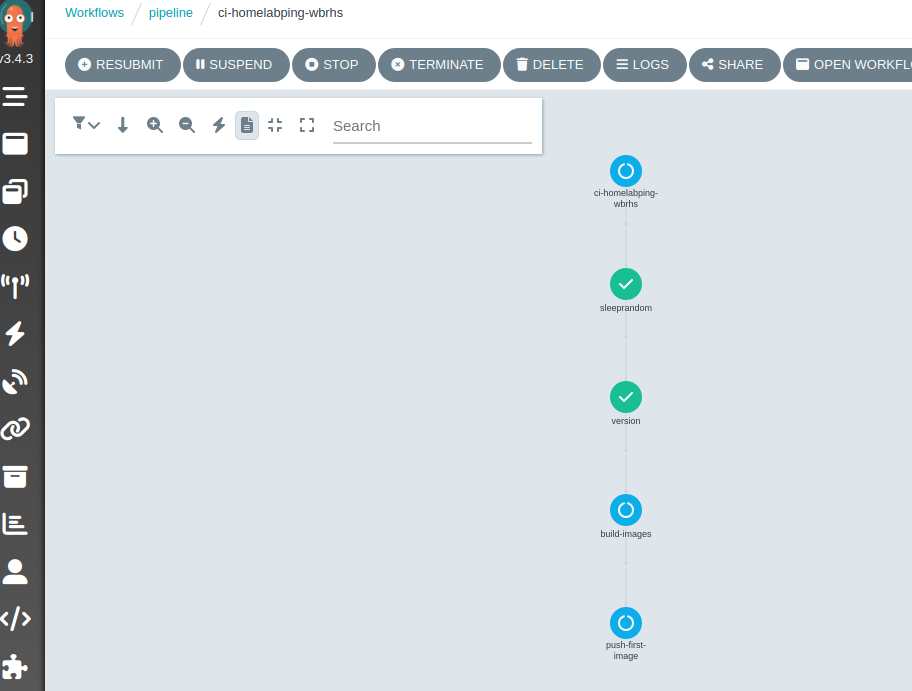 Workflows / pipeline / ci-homelabping-wbrhs
v3.4.3
RESUBMIT SUSPEND STOP TERMINATE DELETE LOGS SHARE OPEN
Search
ci-homelabping-
wbrhs
sleeprandom
version
build-images
push-first-
image